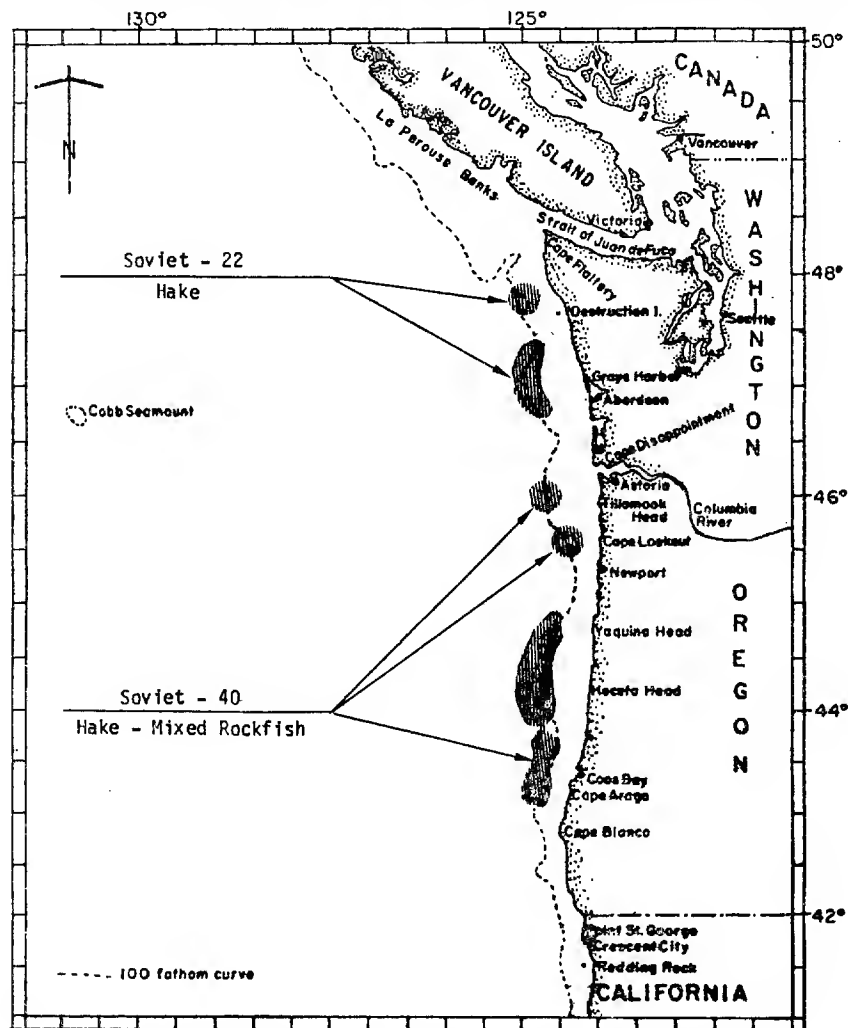 130° 125°
50°
CANADA
VANCOUVER ISLAND
Vancouver
La Perouse Banks
N
WASHINGTON
Victoria
Strait of Juan de Fuca
Soviet - 22
Hake
Cape Flattery
48°
Destruction I.
Seattle
Grays Harbor
Aberdeen
Cobb Seamount
Cape Disappointment
Astoria
46°
Tillamook
Head
Columbia
River
Cape Lookout
Newport
OREGON
Yaquina Head
Soviet - 40
Hake - Mixed Rockfish
Heceta Head
44°
Coos Bay
Cape Arago
Cape Blanco
42°
Point St. George
Crescent City
Redding Rock
100 fathom curve
CALIFORNIA